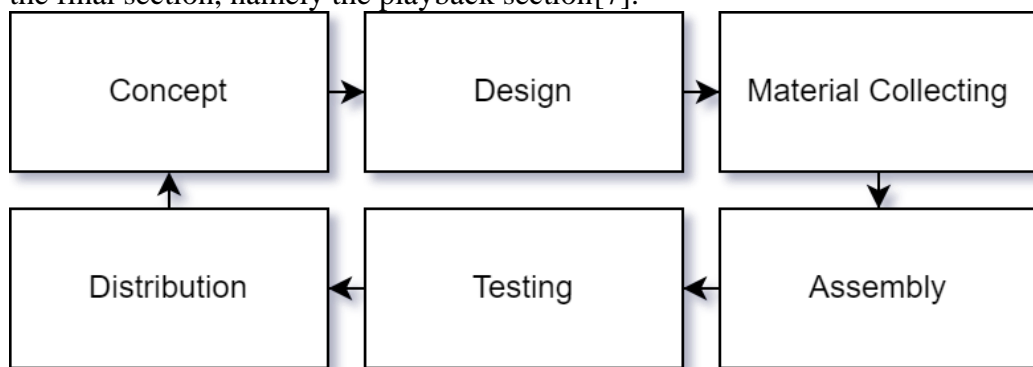 the final section, namely the playback section[7].
Concept
Design
Material Collecting
Distribution
Testing
Assembly